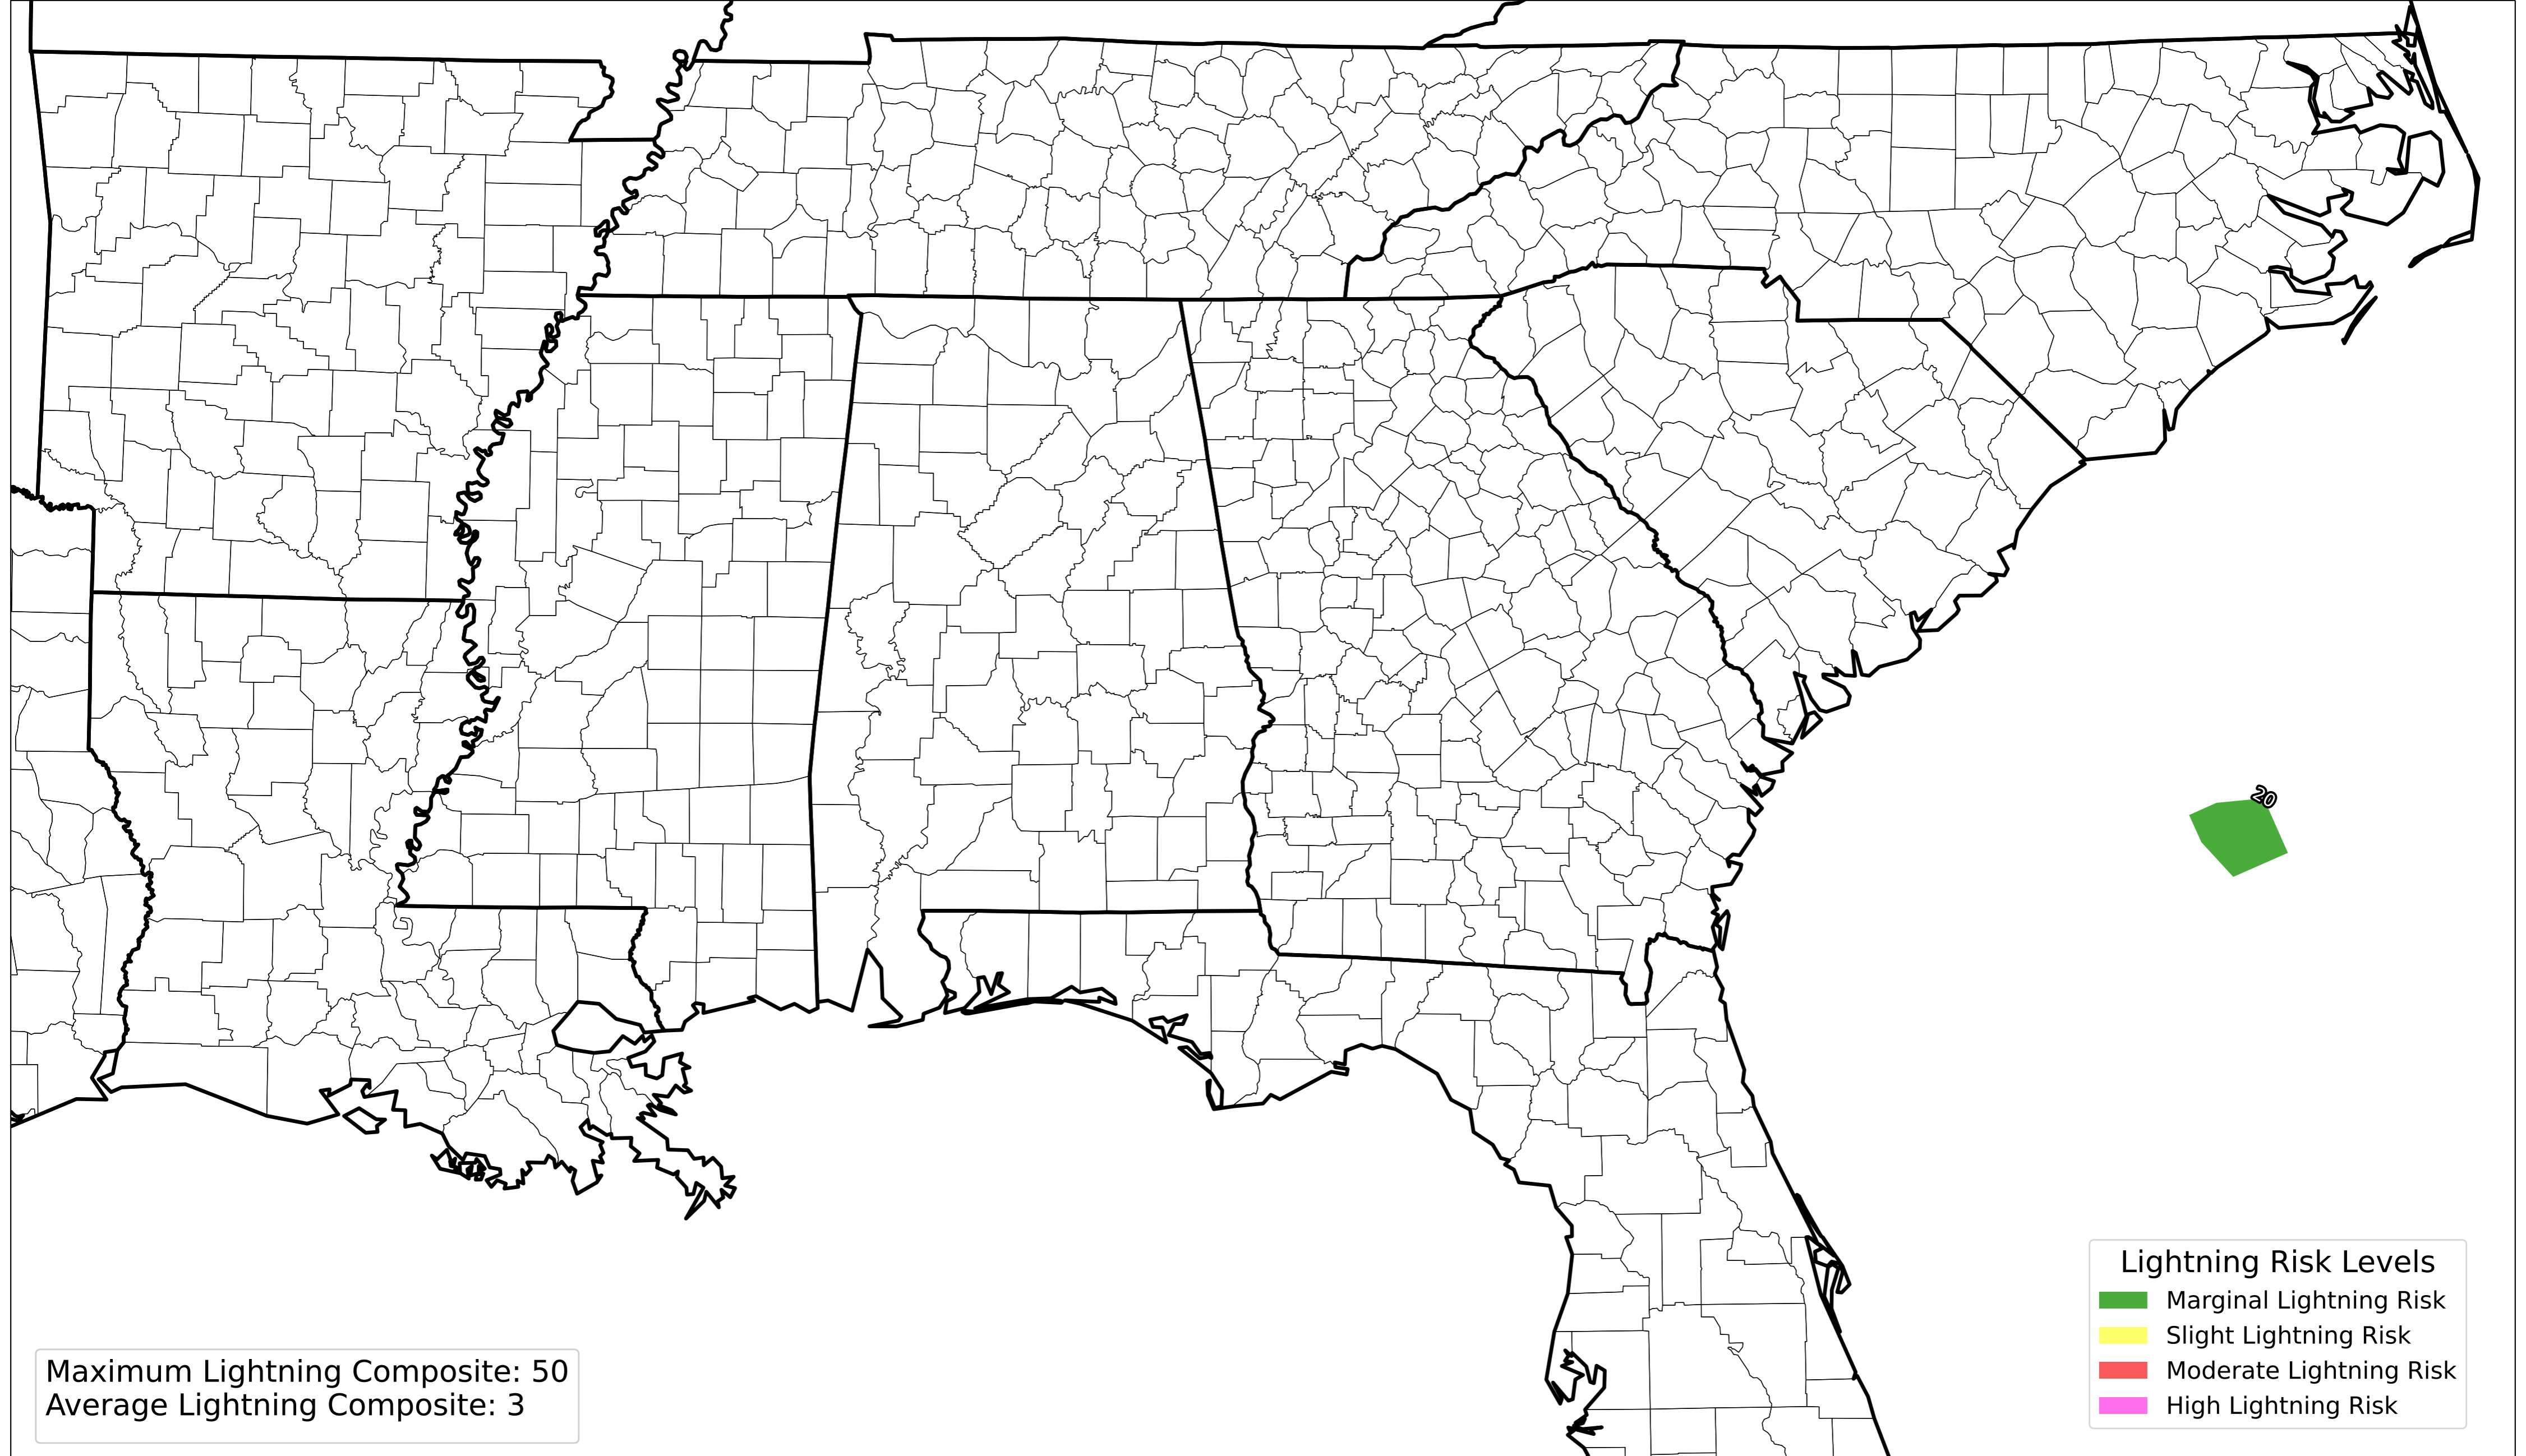 20
Lightning Risk Levels
Marginal Lightning Risk
Slight Lightning Risk
Moderate Lightning Risk
High Lightning Risk
Maximum Lightning Composite: 50
Average Lightning Composite: 3